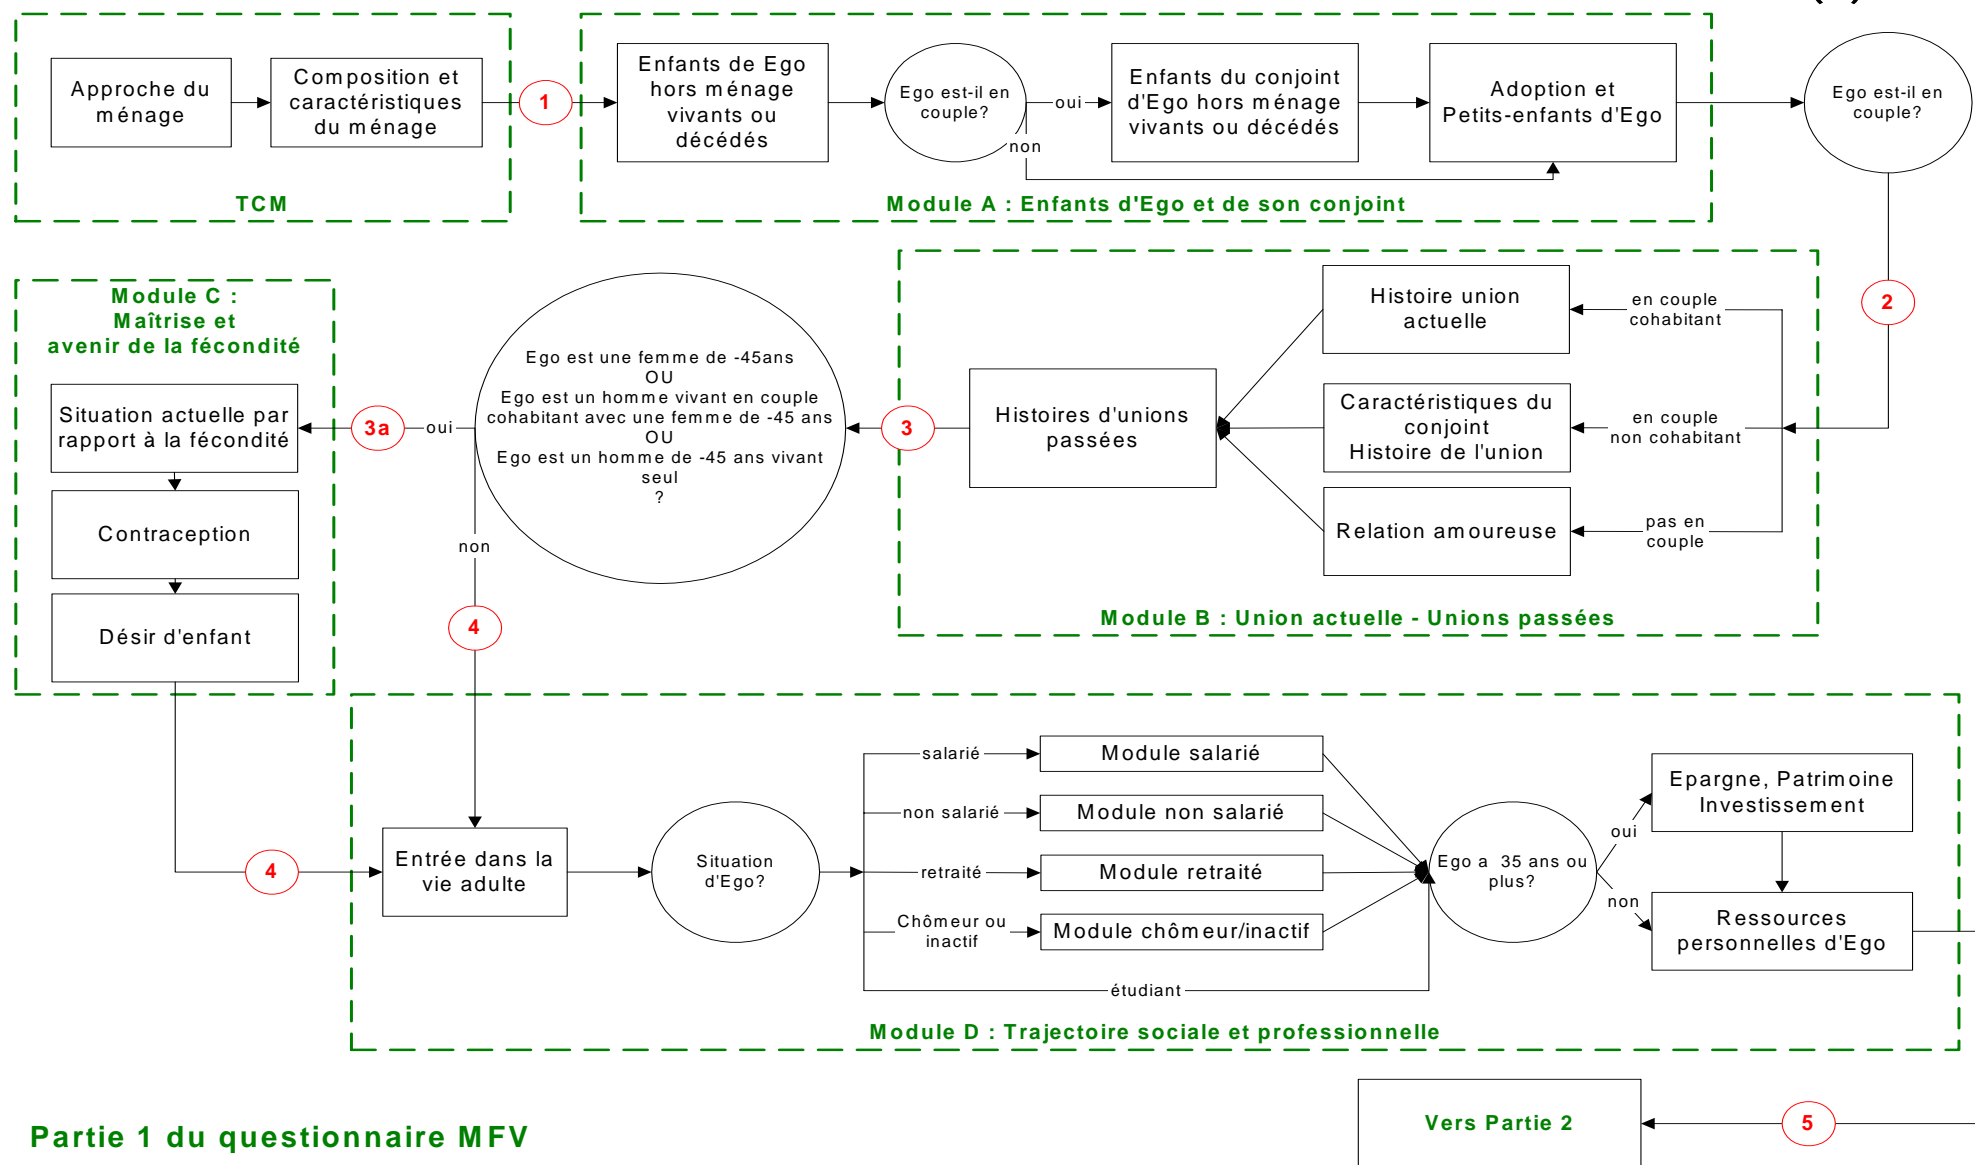 Approche du
ménage
Composition et
caractéristiques
du ménage
TCM
1
Enfants de Ego
hors ménage
vivants ou
décédés
Ego est-il en
couple?
oui
non
Enfants du conjoint
d'Ego hors ménage
vivants ou décédés
Adoption et
Petits-enfants d'Ego
Module A : Enfants d'Ego et de son conjoint
Ego est-il en
couple?
2
en couple
cohabitant
en couple
non cohabitant
pas en
couple
Histoire union
actuelle
Caractéristiques du
conjoint
Histoire de l'union
Relation amoureuse
Histoires d'unions
passées
Module B : Union actuelle - Unions passées
3
Ego est une femme de -45ans
OU
Ego est un homme vivant en couple
cohabitant avec une femme de -45 ans
OU
Ego est un homme de -45 ans vivant
seul
?
oui
3a
non
4
Module C :
Maîtrise et
avenir de la fécondité
Situation actuelle par
rapport à la fécondité
Contraception
Désir d'enfant
4
Entrée dans la
vie adulte
Situation
d'Ego?
salarié
Module salarié
non salarié
Module non salarié
retraité
Module retraité
Chômeur ou
inactif
Module chômeur/inactif
étudiant
Ego a 35 ans ou
plus?
oui
non
Epargne, Patrimoine
Investissement
Ressources
personnelles d'Ego
Module D : Trajectoire sociale et professionnelle
5
Vers Partie 2
Partie 1 du questionnaire MFV